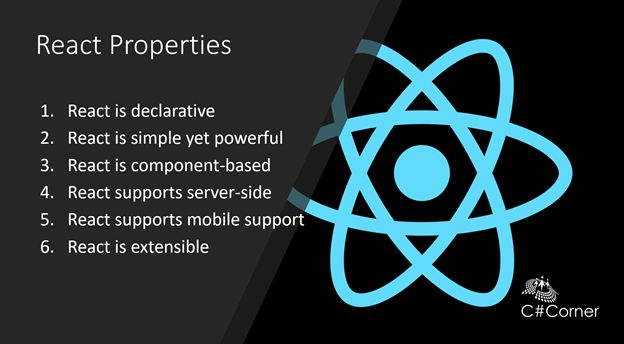 React Properties
1. React is declarative
2. React is simple yet powerful
3. React is component-based
4. React supports server-side
5. React supports mobile support
6. React is extensible
C#Corner